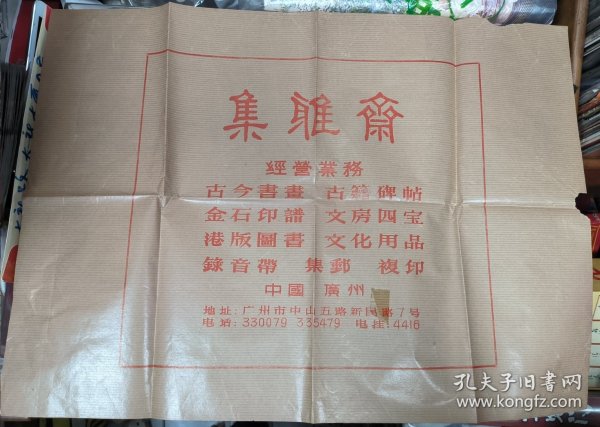 集雅齋
經營業務
古今書畫 古籍碑帖
金石印譜 文房四宝
港版圖書 文化用品
錄音帶 集郵 複印
中國 廣州
地址:广州市中山五路新民路7号
电话:330079 335479 电挂:4416
孔夫子旧书网
www.kongfz.com